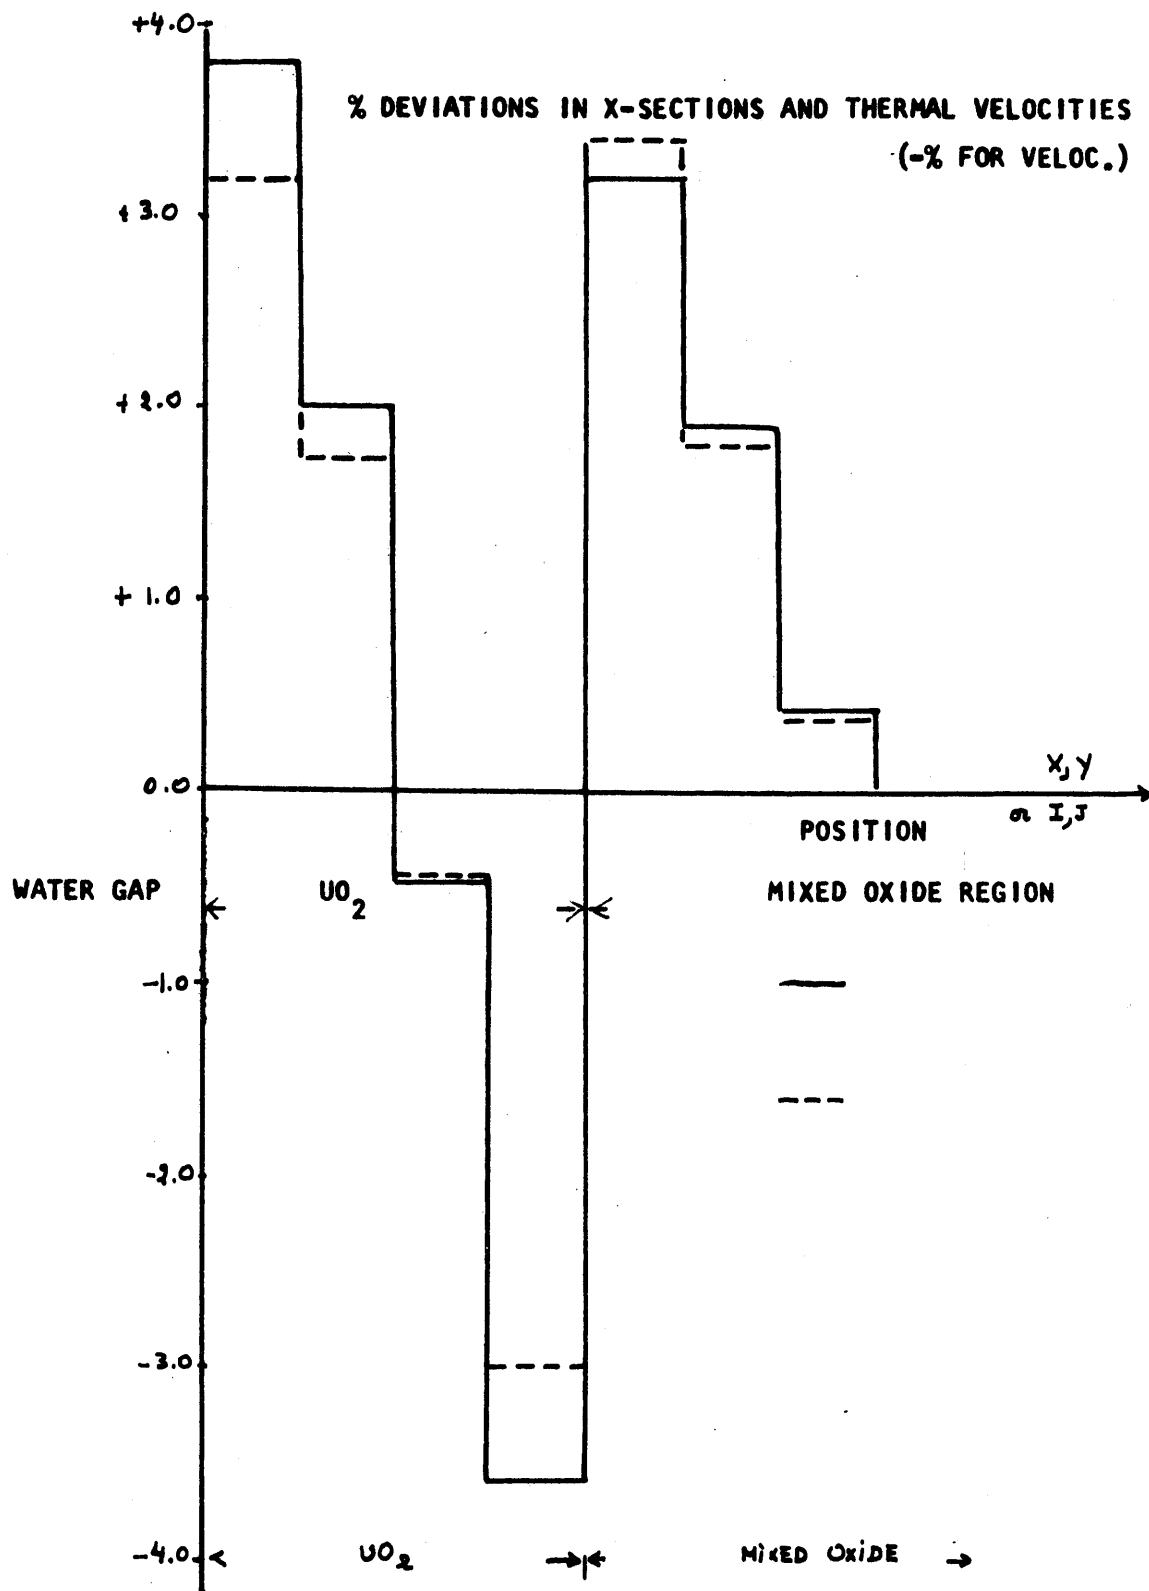 +4.0
% DEVIATIONS IN X-SECTIONS AND THERMAL VELOCITIES
(-% FOR VELOC.)
+3.0
+2.0
+1.0
0.0
X,Y
or I,J
POSITION
WATER GAP
UO2
MIXED OXIDE REGION
-1.0
-2.0
-3.0
-4.0
UO2
MIXED OXIDE